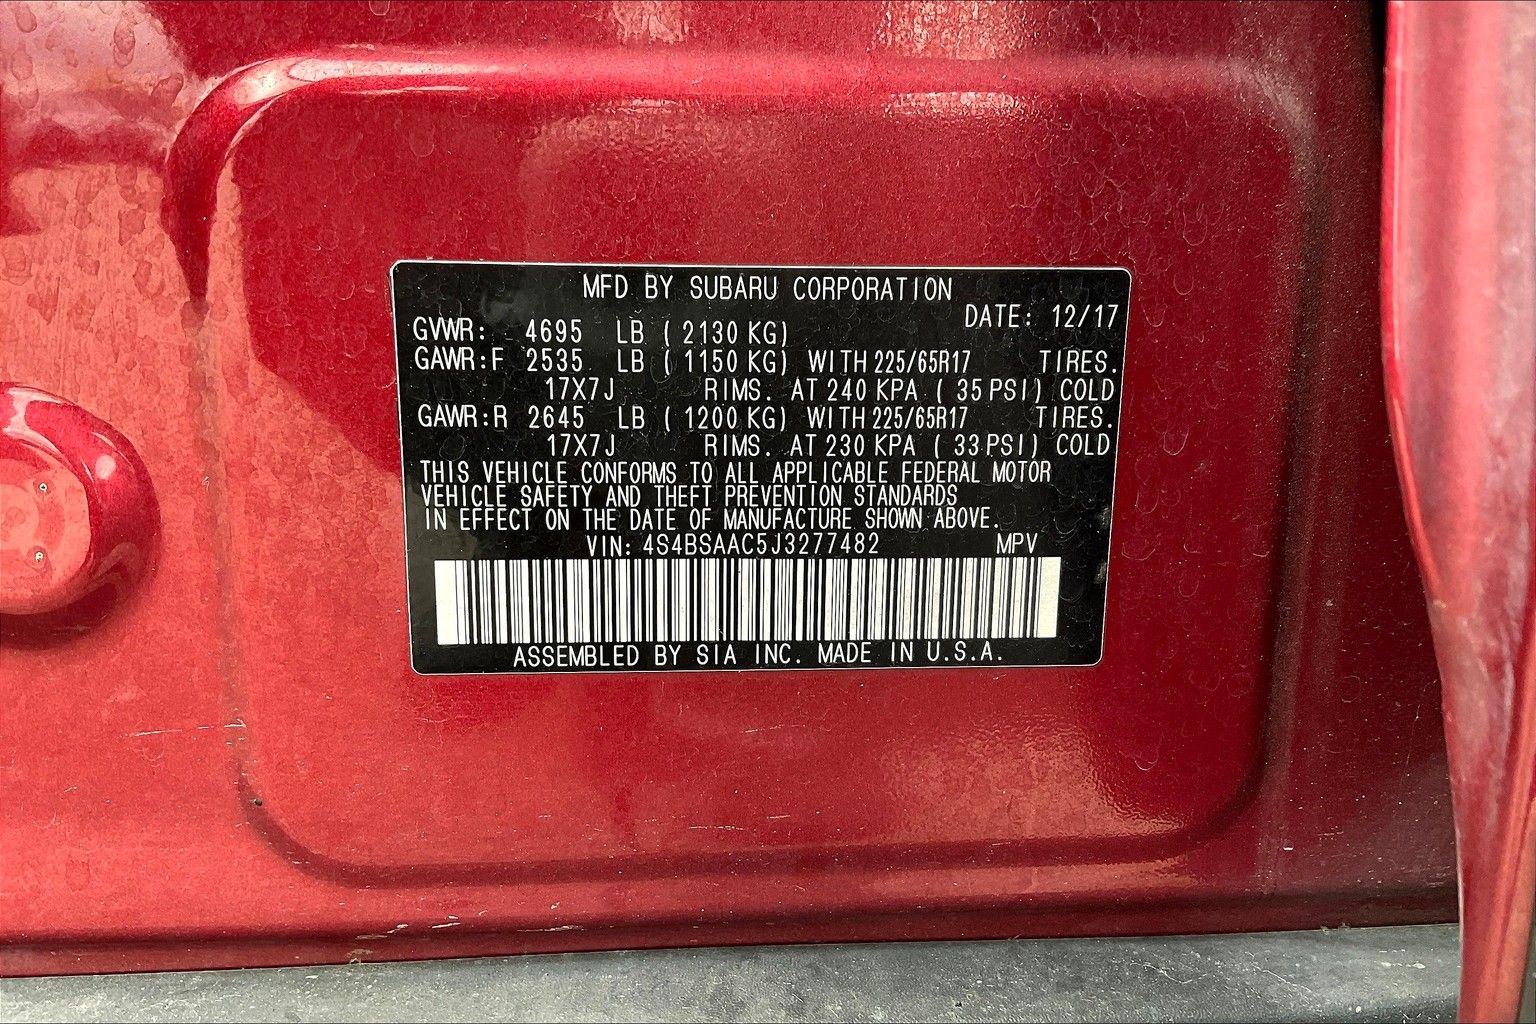 MFD BY SUBARU CORPORATION
DATE: 12/17
GVWR: 4695 LB ( 2130 KG)
GAWR:F 2535 LB ( 1150 KG) WITH 225/65R17 TIRES.
17X7J RIMS. AT 240 KPA ( 35 PSI) COLD
GAWR:R 2645 LB ( 1200 KG) WITH 225/65R17 TIRES.
17X7J RIMS. AT 230 KPA ( 33 PSI) COLD
THIS VEHICLE CONFORMS TO ALL APPLICABLE FEDERAL MOTOR
VEHICLE SAFETY AND THEFT PREVENTION STANDARDS
IN EFFECT ON THE DATE OF MANUFACTURE SHOWN ABOVE.
VIN: 4S4BSAAC5J3277482 MPV
ASSEMBLED BY SIA INC. MADE IN U.S.A.